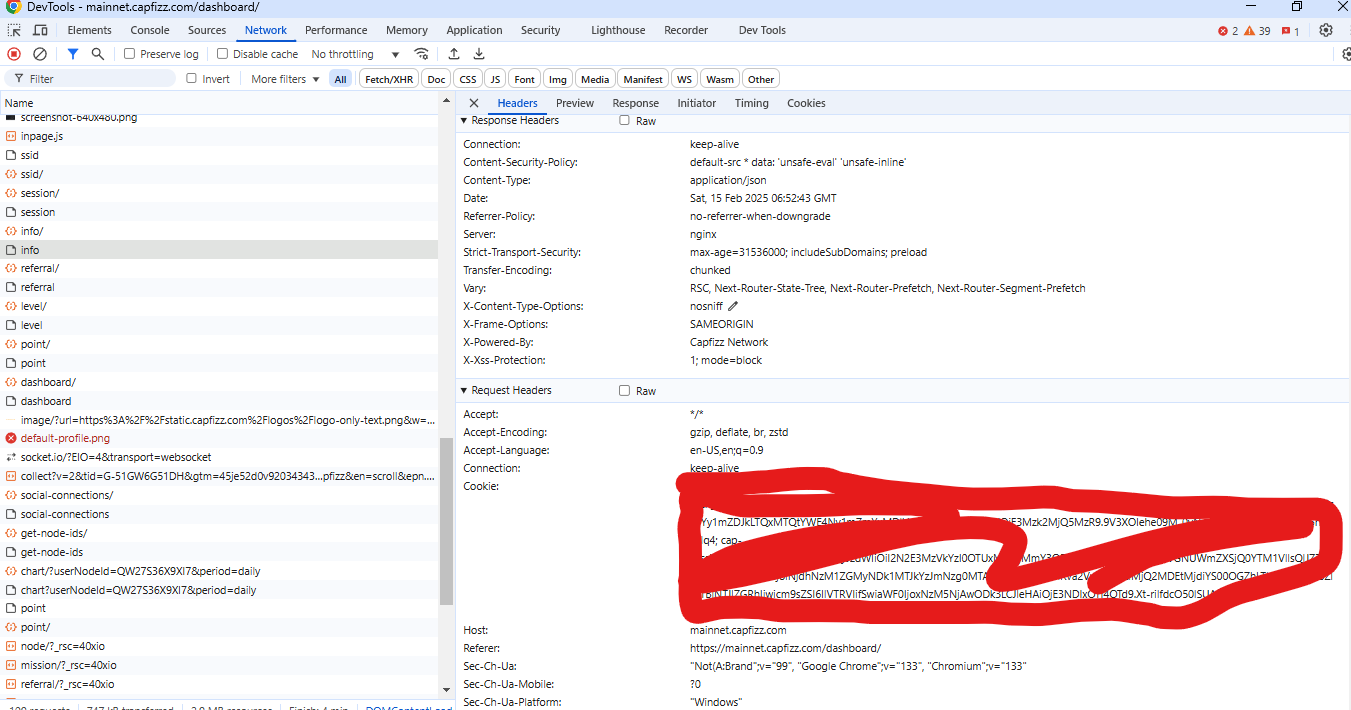 DevTools - mainnet.capfizz.com/dashboard/
Elements Console Sources Network Performance Memory Application Security Lighthouse Recorder Dev Tools 2 39 1
Preserve log Disable cache No throttling
Filter Invert More filters All Fetch/XHR Doc CSS JS Font Img Media Manifest WS Wasm Other
Name
screenshot-640x480.png
inpage.js
ssid
ssid/
session/
session
info/
info
referral/
referral
level/
level
point/
point
dashboard/
dashboard
image/?url=https%3A%2F%2Fstatic.capfizz.com%2Flogos%2Flogo-only-text.png&w=...
default-profile.png
socket.io/?EIO=4&transport=websocket
collect?v=2&tid=G-51GW6G51DH&gtm=45je52d0v92034343...pfizz&en=scroll&epn....
social-connections/
social-connections
get-node-ids/
get-node-ids
chart/?userNodeId=QW27S36X9XI7&period=daily
chart?userNodeId=QW27S36X9XI7&period=daily
point
point/
node/?_rsc=40xio
mission/?_rsc=40xio
referral/?_rsc=40xio
Headers Preview Response Initiator Timing Cookies
Response Headers Raw
Connection: keep-alive
Content-Security-Policy: default-src * data: 'unsafe-eval' 'unsafe-inline'
Content-Type: application/json
Date: Sat, 15 Feb 2025 06:52:43 GMT
Referrer-Policy: no-referrer-when-downgrade
Server: nginx
Strict-Transport-Security: max-age=31536000; includeSubDomains; preload
Transfer-Encoding: chunked
Vary: RSC, Next-Router-State-Tree, Next-Router-Prefetch, Next-Router-Segment-Prefetch
X-Content-Type-Options: nosniff
X-Frame-Options: SAMEORIGIN
X-Powered-By: Capfizz Network
X-Xss-Protection: 1; mode=block
Request Headers Raw
Accept: */*
Accept-Encoding: gzip, deflate, br, zstd
Accept-Language: en-US,en;q=0.9
Connection: keep-alive
Cookie:
Host: mainnet.capfizz.com
Referer: https://mainnet.capfizz.com/dashboard/
Sec-Ch-Ua: "Not(A:Brand";v="99", "Google Chrome";v="133", "Chromium";v="133"
Sec-Ch-Ua-Mobile: ?0
Sec-Ch-Ua-Platform: "Windows"